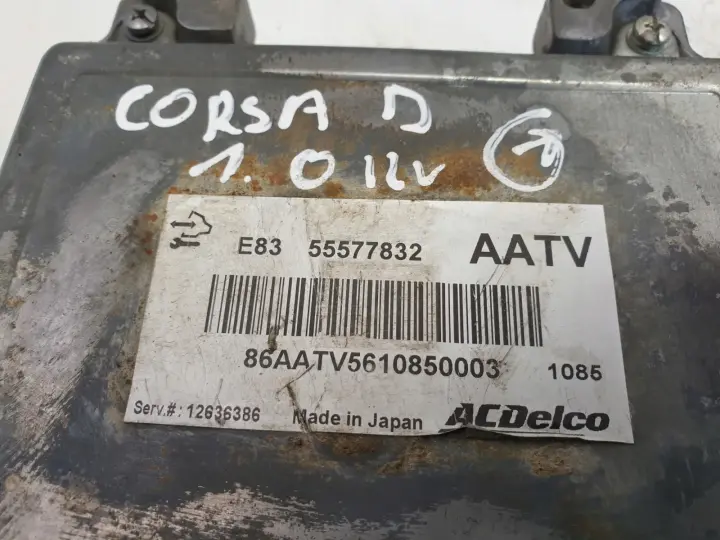 CORSA D
1.0 12V
E83 55577832 AATV
86AATV5610850003 1085
Serv.#: 12636386 Made in Japan ACDelco